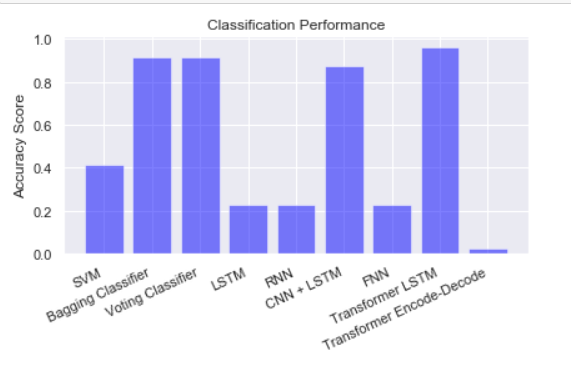 Classification Performance
Accuracy Score
1.0
0.8
0.6
0.4
0.2
0.0
SVM
Bagging Classifier
Voting Classifier
LSTM
RNN
CNN + LSTM
FNN
Transformer LSTM
Transformer Encode-Decode